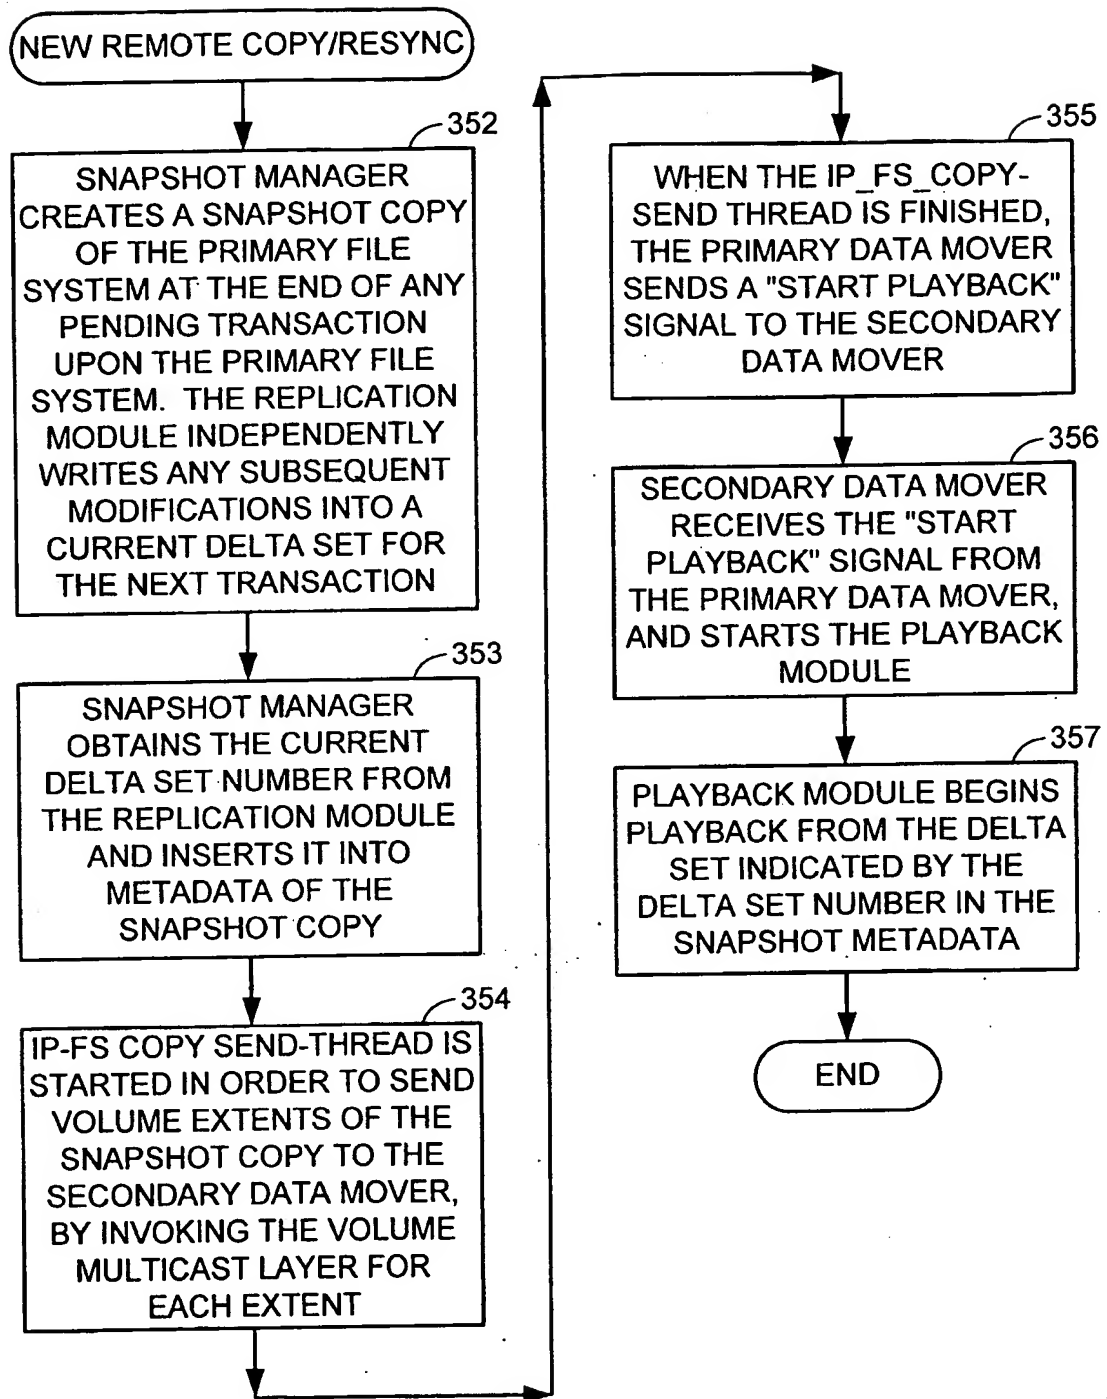 NEW REMOTE COPY/RESYNC
352
SNAPSHOT MANAGER
CREATES A SNAPSHOT COPY
OF THE PRIMARY FILE
SYSTEM AT THE END OF ANY
PENDING TRANSACTION
UPON THE PRIMARY FILE
SYSTEM. THE REPLICATION
MODULE INDEPENDENTLY
WRITES ANY SUBSEQUENT
MODIFICATIONS INTO A
CURRENT DELTA SET FOR
THE NEXT TRANSACTION
353
SNAPSHOT MANAGER
OBTAINS THE CURRENT
DELTA SET NUMBER FROM
THE REPLICATION MODULE
AND INSERTS IT INTO
METADATA OF THE
SNAPSHOT COPY
354
IP-FS COPY SEND-THREAD IS
STARTED IN ORDER TO SEND
VOLUME EXTENTS OF THE
SNAPSHOT COPY TO THE
SECONDARY DATA MOVER,
BY INVOKING THE VOLUME
MULTICAST LAYER FOR
EACH EXTENT
355
WHEN THE IP_FS_COPY-
SEND THREAD IS FINISHED,
THE PRIMARY DATA MOVER
SENDS A "START PLAYBACK"
SIGNAL TO THE SECONDARY
DATA MOVER
356
SECONDARY DATA MOVER
RECEIVES THE "START
PLAYBACK" SIGNAL FROM
THE PRIMARY DATA MOVER,
AND STARTS THE PLAYBACK
MODULE
357
PLAYBACK MODULE BEGINS
PLAYBACK FROM THE DELTA
SET INDICATED BY THE
DELTA SET NUMBER IN THE
SNAPSHOT METADATA
END